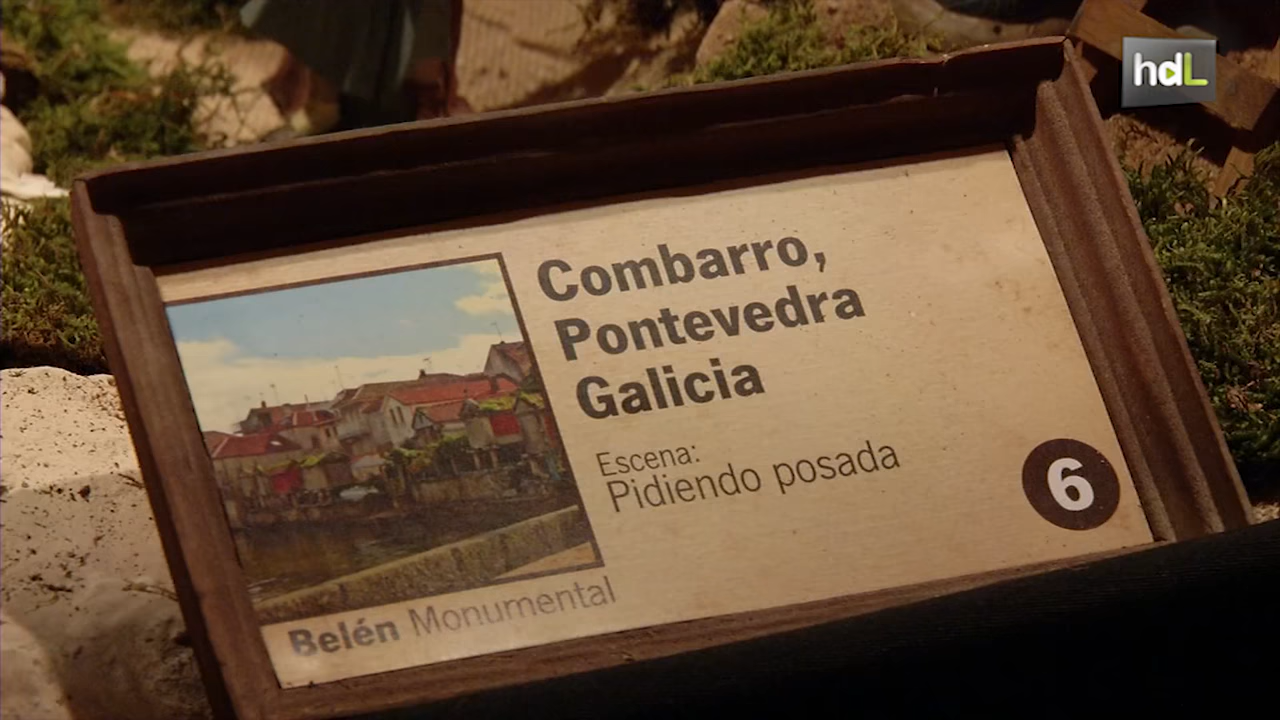 hdL
Combarro,
Pontevedra
Galicia
Escena:
Pidiendo posada
6
Belén Monumental